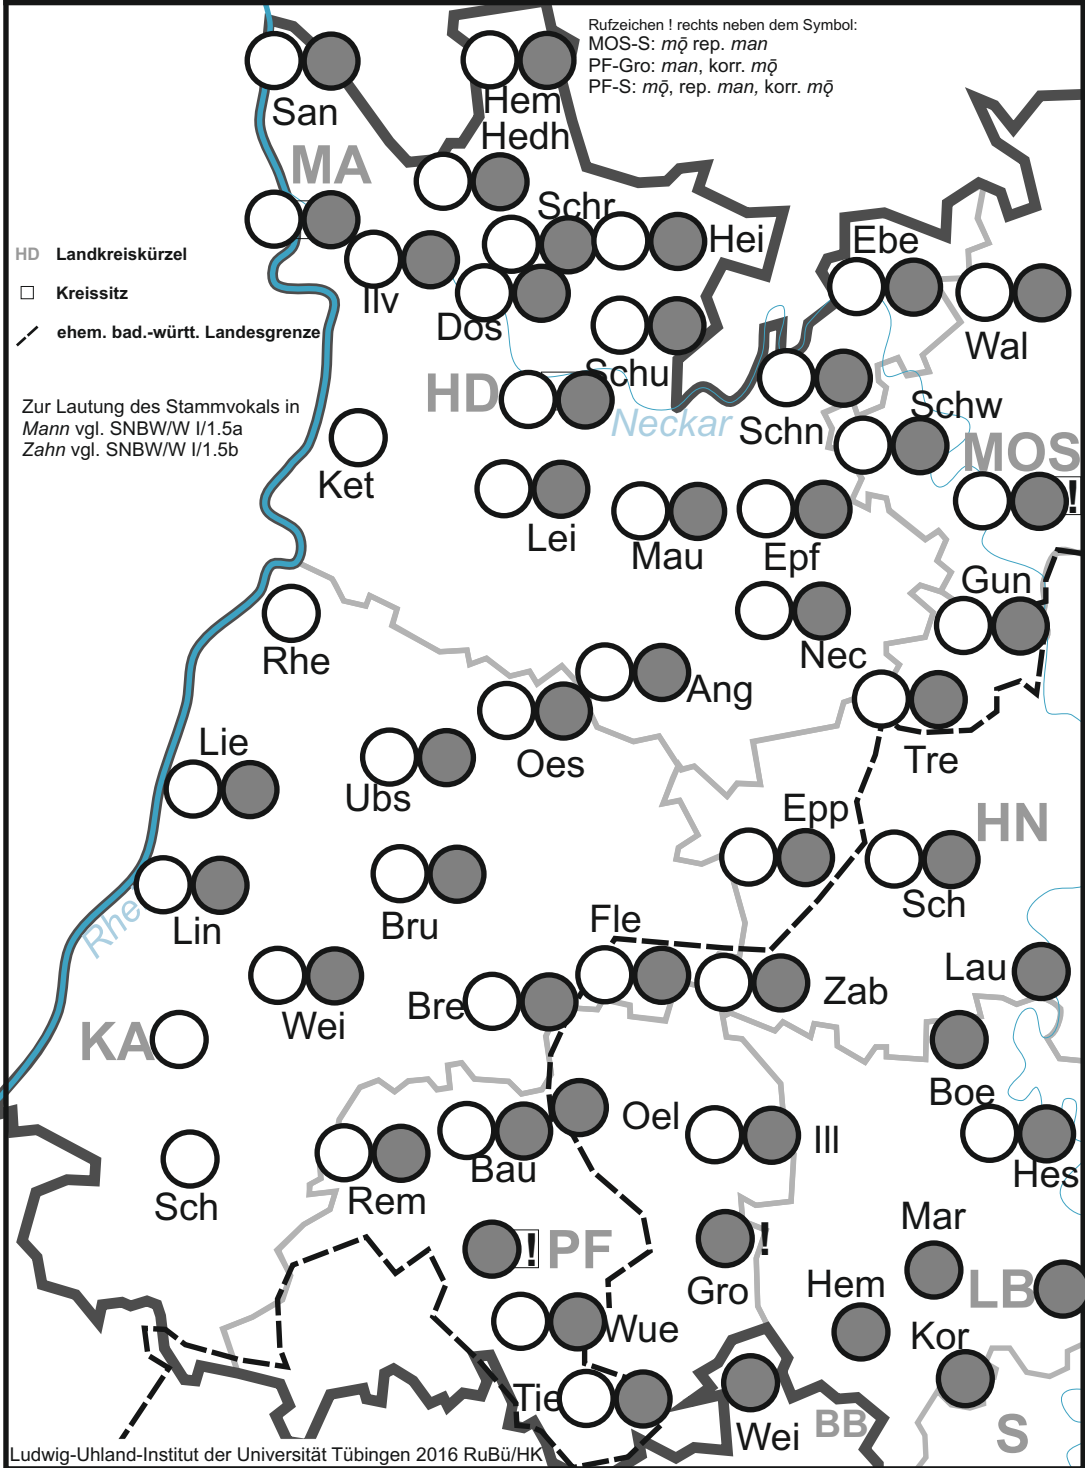 Rufzeichen ! rechts neben dem Symbol:
MOS-S: mǭ rep. man
PF-Gro: man, korr. mǭ
PF-S: mǭ, rep. man, korr. mǭ
San
Hem
Hedh
MA
Schr
Hei
Ebe
HD Landkreiskürzel
Kreissitz
ehem. bad.-württ. Landesgrenze
Ilv
Dos
Wal
Schu
HD
Neckar
Schn
Schw
MOS
!
Zur Lautung des Stammvokals in
Mann vgl. SNBW/W I/1.5a
Zahn vgl. SNBW/W I/1.5b
Ket
Lei
Mau
Epf
Gun
Rhe
Nec
Ang
Lie
Oes
Tre
Ubs
Epp
HN
Sch
Rhe
Lin
Bru
Fle
Lau
Wei
Bre
Zab
KA
Boe
Oel
Ill
Bau
Hes
Sch
Rem
Mar
! PF
!
Gro
Hem
LB
Wue
Kor
Tie
Wei
BB
S
Ludwig-Uhland-Institut der Universität Tübingen 2016 RuBü/HK